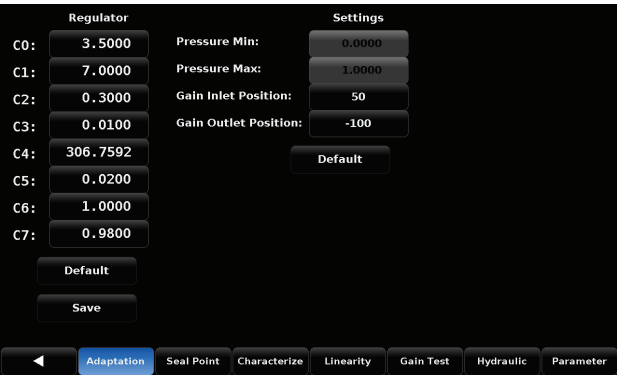 Regulator Settings
C0: 3.5000 Pressure Min: 0.0000
C1: 7.0000 Pressure Max: 1.0000
C2: 0.3000 Gain Inlet Position: 50
C3: 0.0100 Gain Outlet Position: -100
C4: 306.7592 Default
C5: 0.0200
C6: 1.0000
C7: 0.9800
Default
Save
Adaptation Seal Point Characterize Linearity Gain Test Hydraulic Parameter